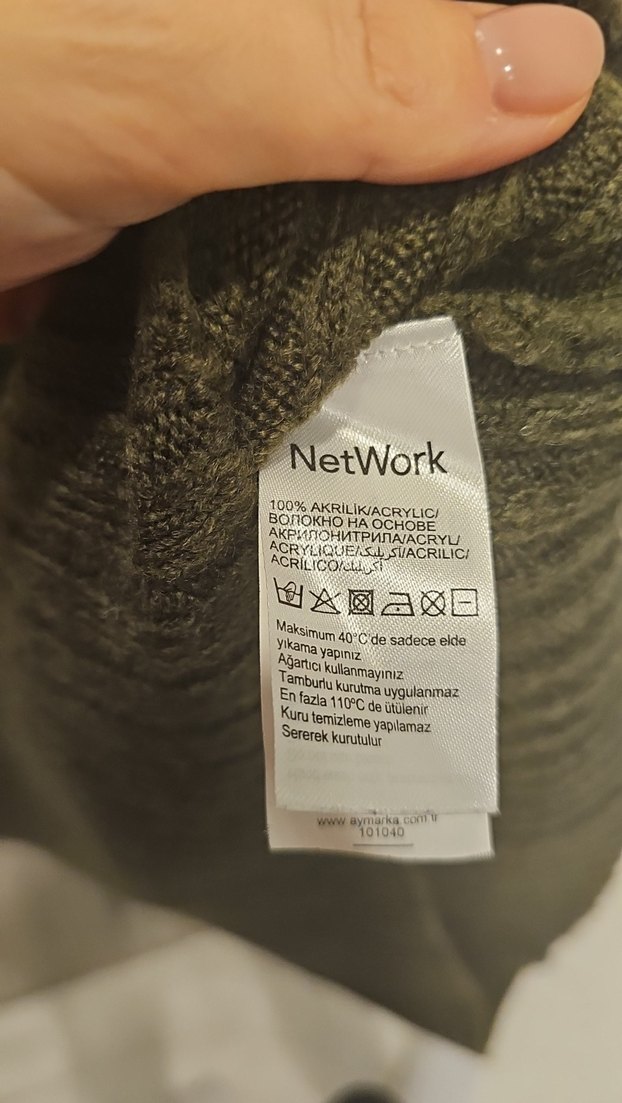 NetWork
100% AKRİLİK/ACRYLIC/
ВОЛОКНО НА ОСНОВЕ
АКРИЛОНИТРИЛА/ACRYL/
ACRYLIQUE/آکریلیک/ACRILIC/
ACRÍLICO/أكريليك
Maksimum 40°C'de sadece elde
yıkama yapınız
Ağartıcı kullanmayınız
Tamburlu kurutma uygulanmaz
En fazla 110°C de ütülenir
Kuru temizleme yapılamaz
Sererek kurutulur
www.aymarka.com.tr
101040